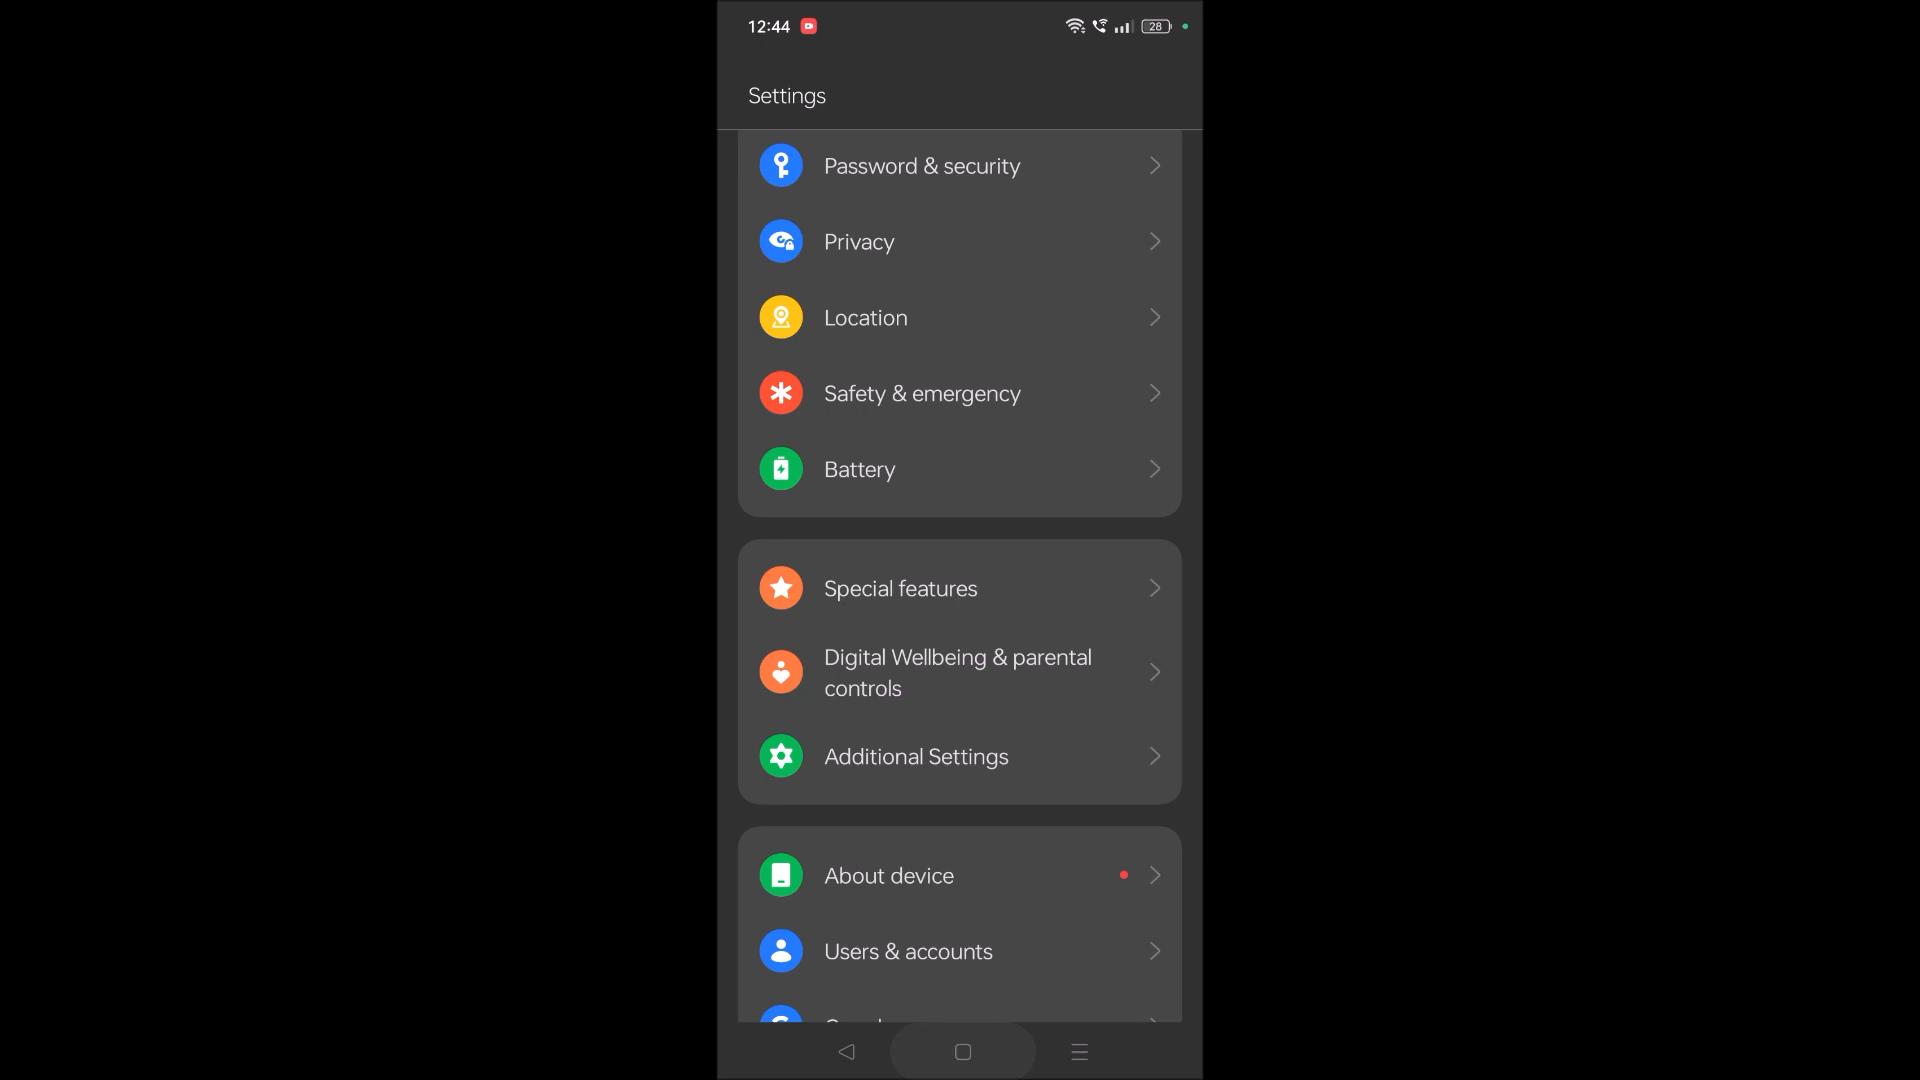 12:44
28
Settings
Password & security
Privacy
Location
Safety & emergency
Battery
Special features
Digital Wellbeing & parental
controls
Additional Settings
About device
Users & accounts